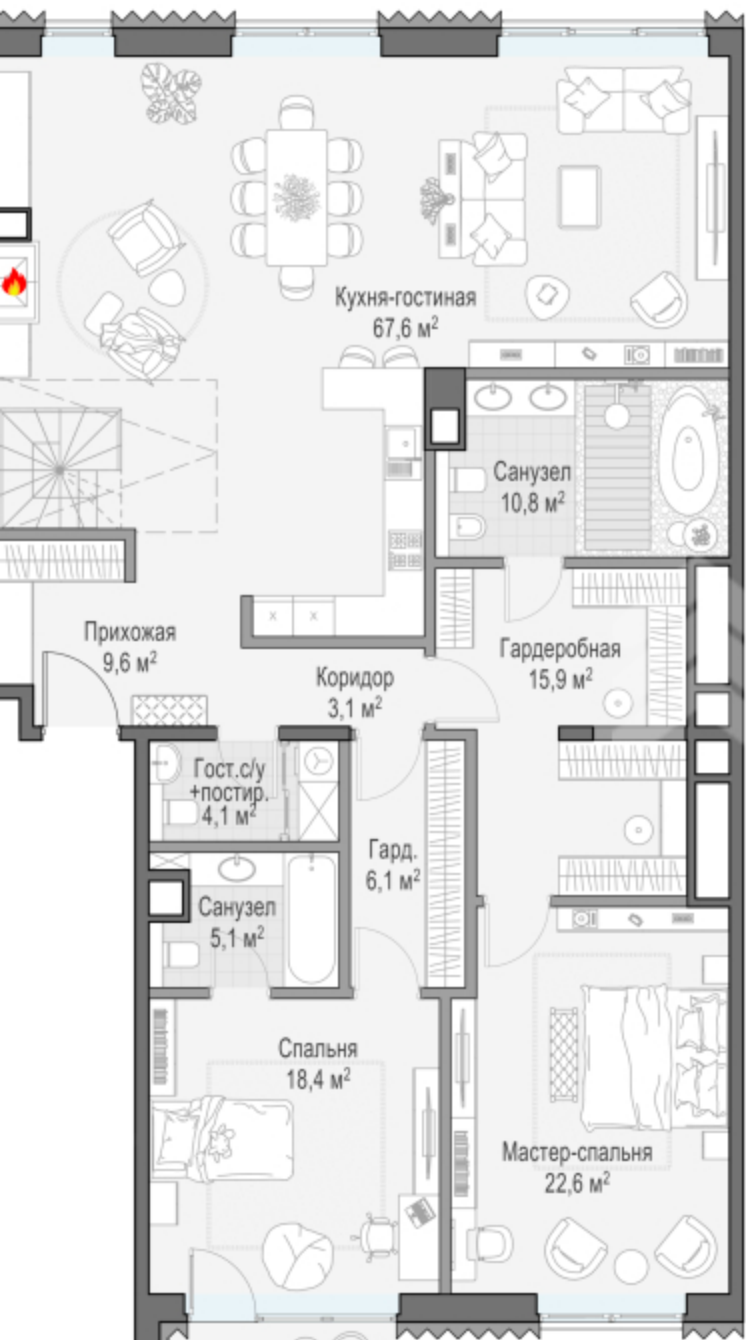 Кухня-гостиная
67,6 м²
Санузел
10,8 м²
Прихожая
9,6 м²
Гардеробная
15,9 м²
Коридор
3,1 м²
Гост.с/у
+постир.
4,1 м²
Гард.
6,1 м²
Санузел
5,1 м²
Спальня
18,4 м²
Мастер-спальня
22,6 м²